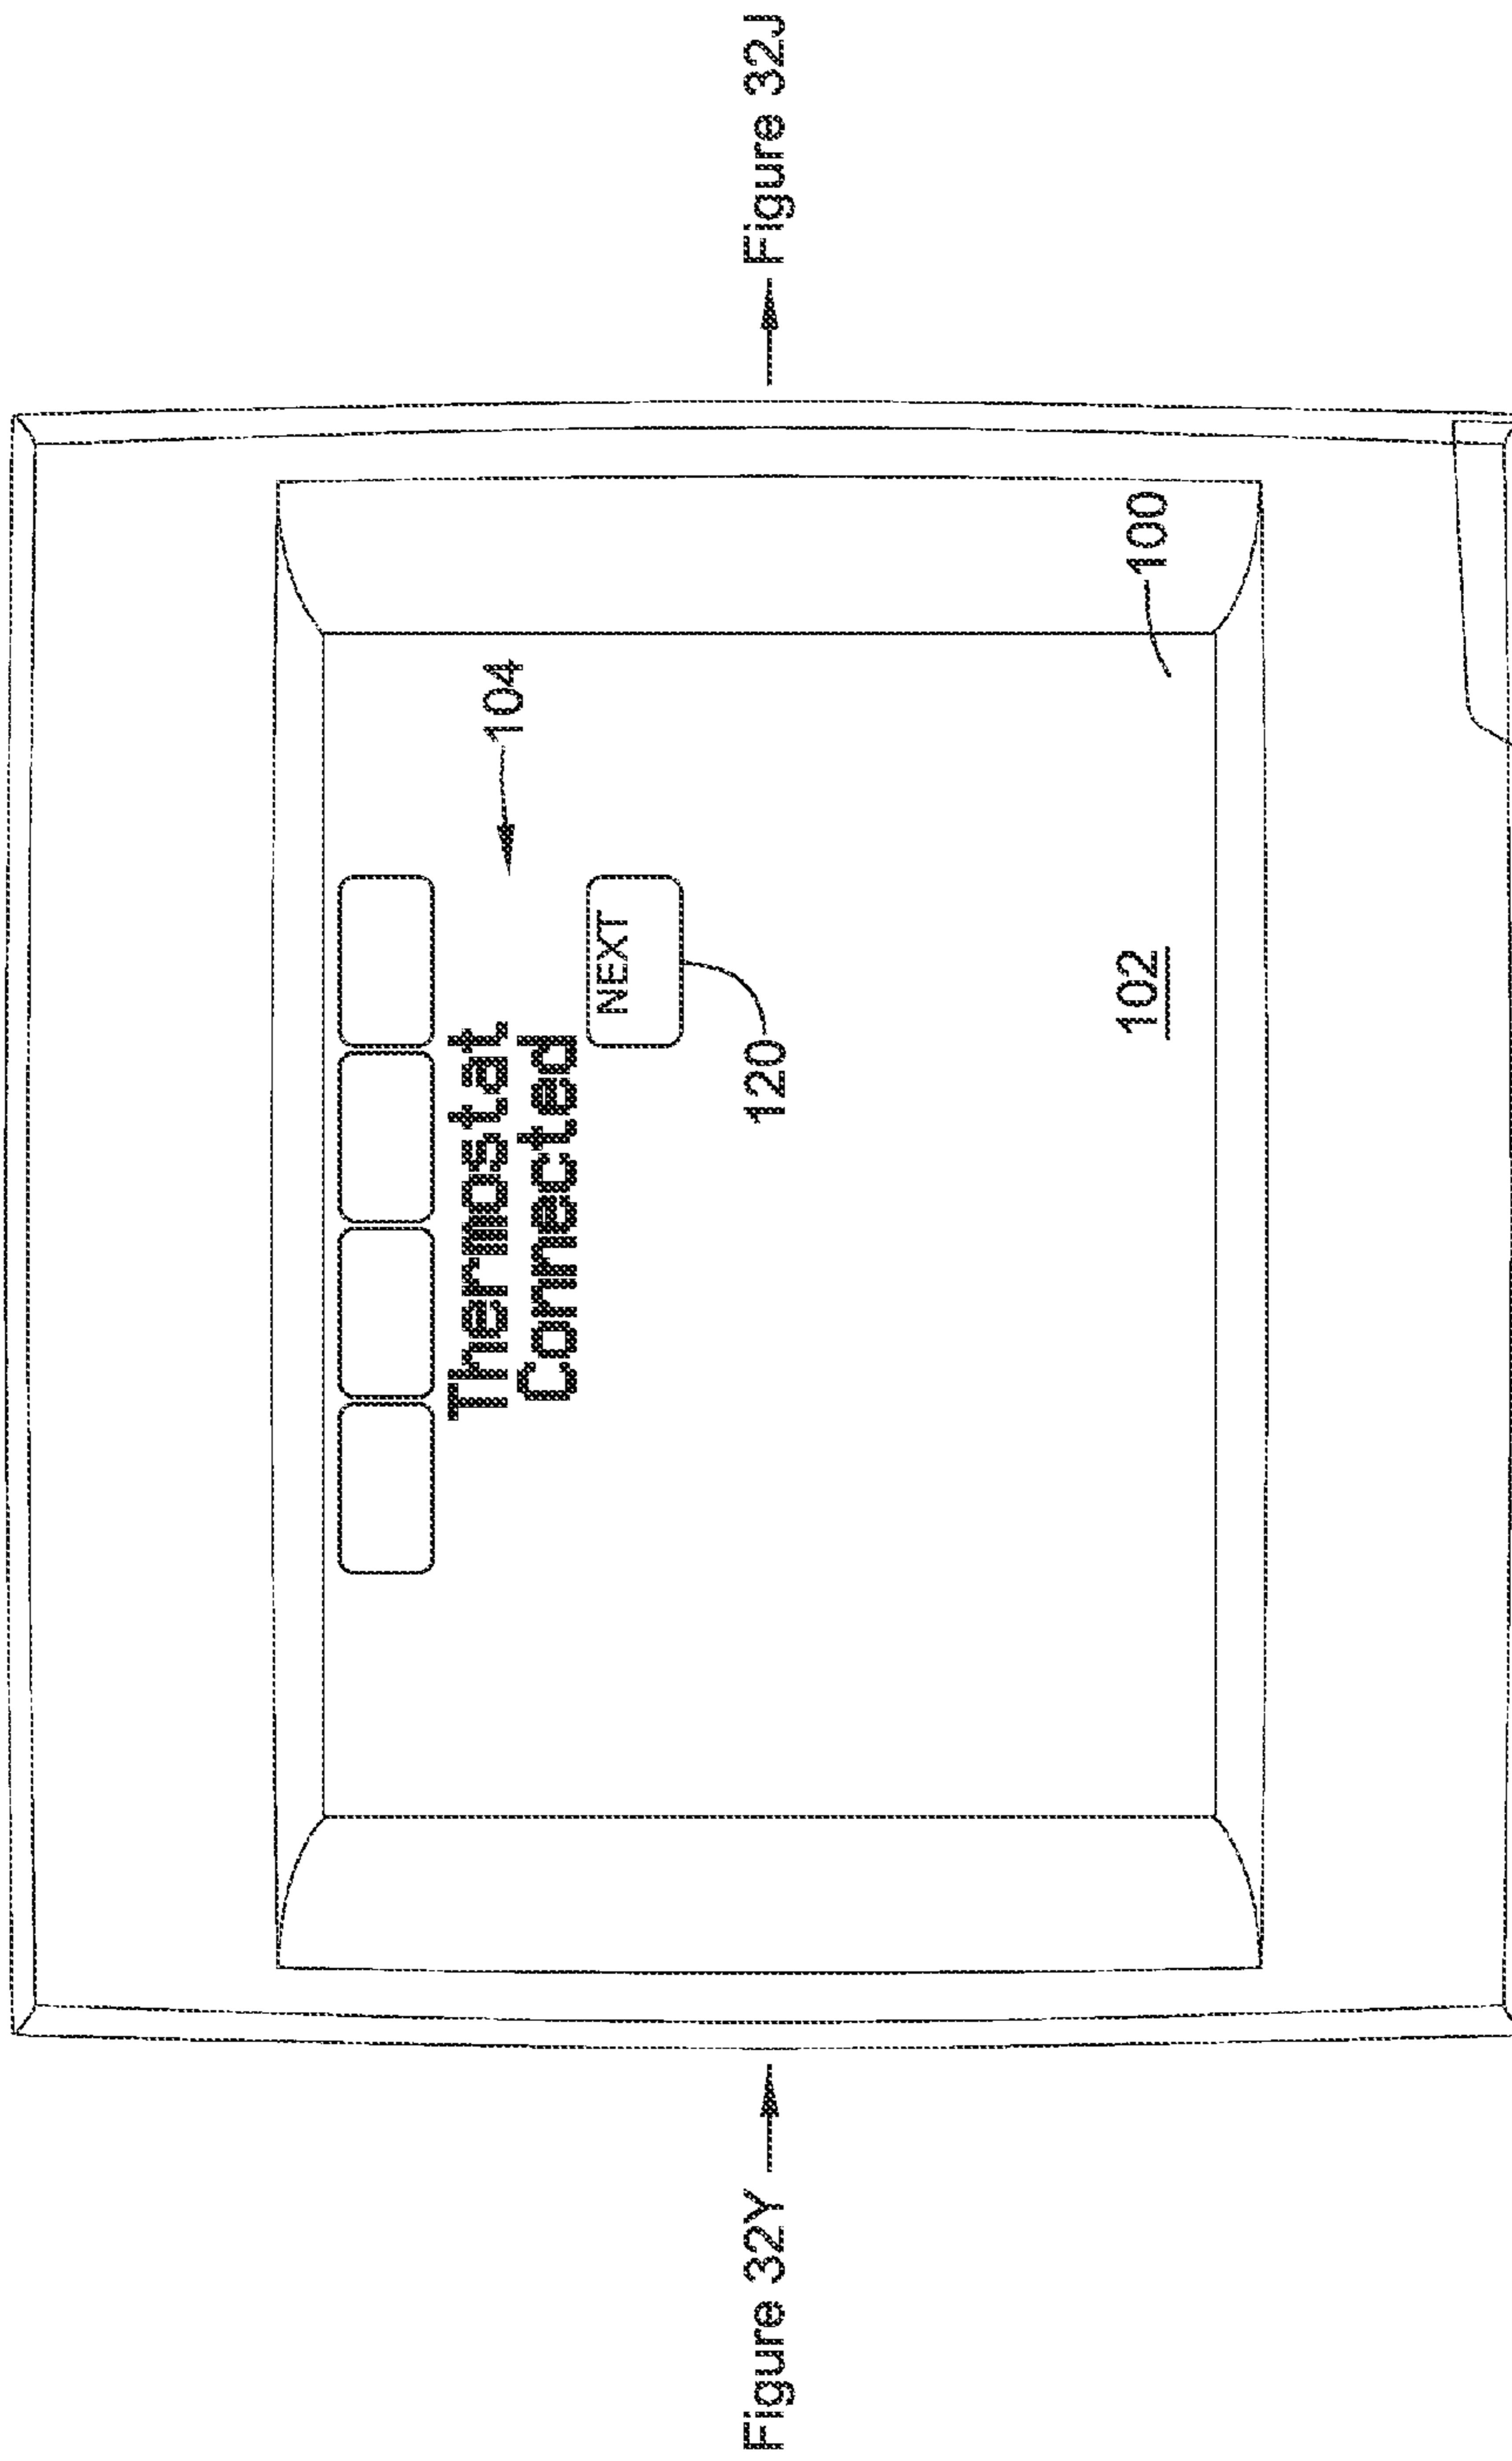 Thermostat
Connected
104
NEXT
120
Figure 32Y
Figure 32J
102
100